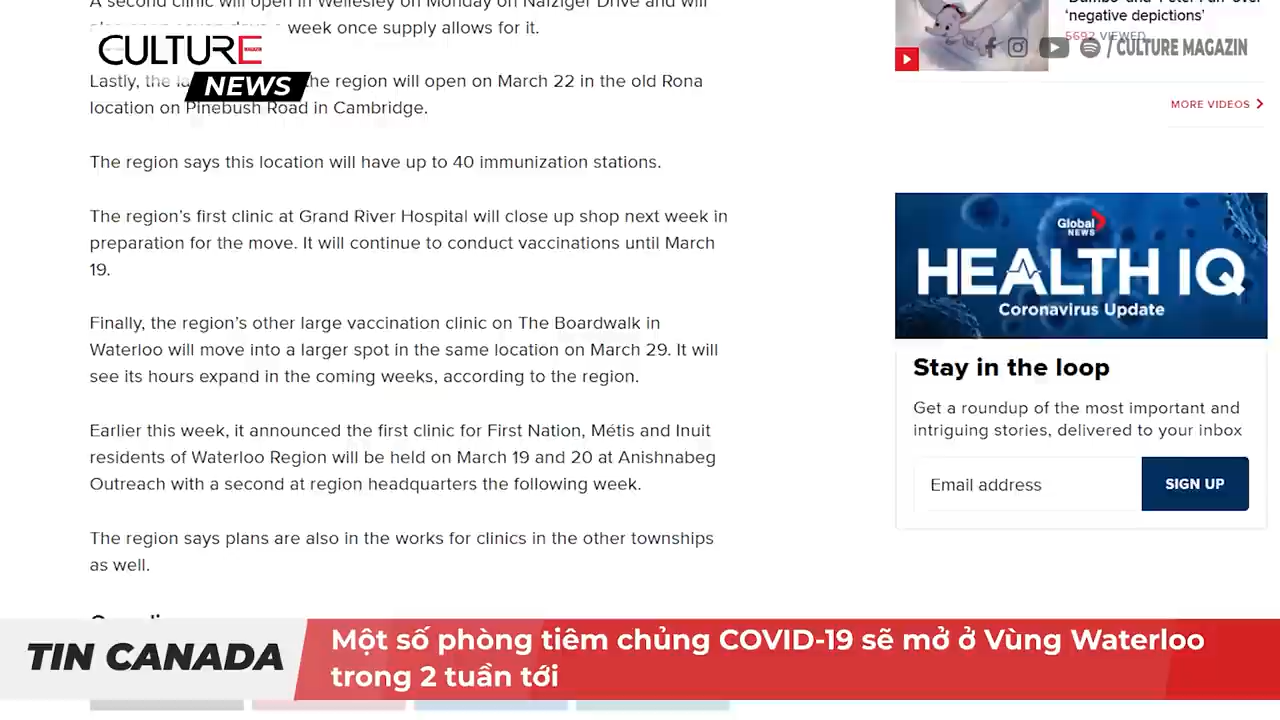 A second clinic will open in Wellesley on Monday on Nafziger Drive and will
week once supply allows for it.
CULTURE
NEWS
Lastly, the the region will open on March 22 in the old Rona
location on Pinebush Road in Cambridge.
The region says this location will have up to 40 immunization stations.
The region's first clinic at Grand River Hospital will close up shop next week in
preparation for the move. It will continue to conduct vaccinations until March
19.
Finally, the region's other large vaccination clinic on The Boardwalk in
Waterloo will move into a larger spot in the same location on March 29. It will
see its hours expand in the coming weeks, according to the region.
Earlier this week, it announced the first clinic for First Nation, Métis and Inuit
residents of Waterloo Region will be held on March 19 and 20 at Anishnabeg
Outreach with a second at region headquarters the following week.
The region says plans are also in the works for clinics in the other townships
as well.
'negative depictions'
5692 VIEWED
/ CULTURE MAGAZIN
MORE VIDEOS
Global
NEWS
HEALTH IQ
Coronavirus Update
Stay in the loop
Get a roundup of the most important and
intriguing stories, delivered to your inbox
Email address
SIGN UP
TIN CANADA
Một số phòng tiêm chủng COVID-19 sẽ mở ở Vùng Waterloo
trong 2 tuần tới